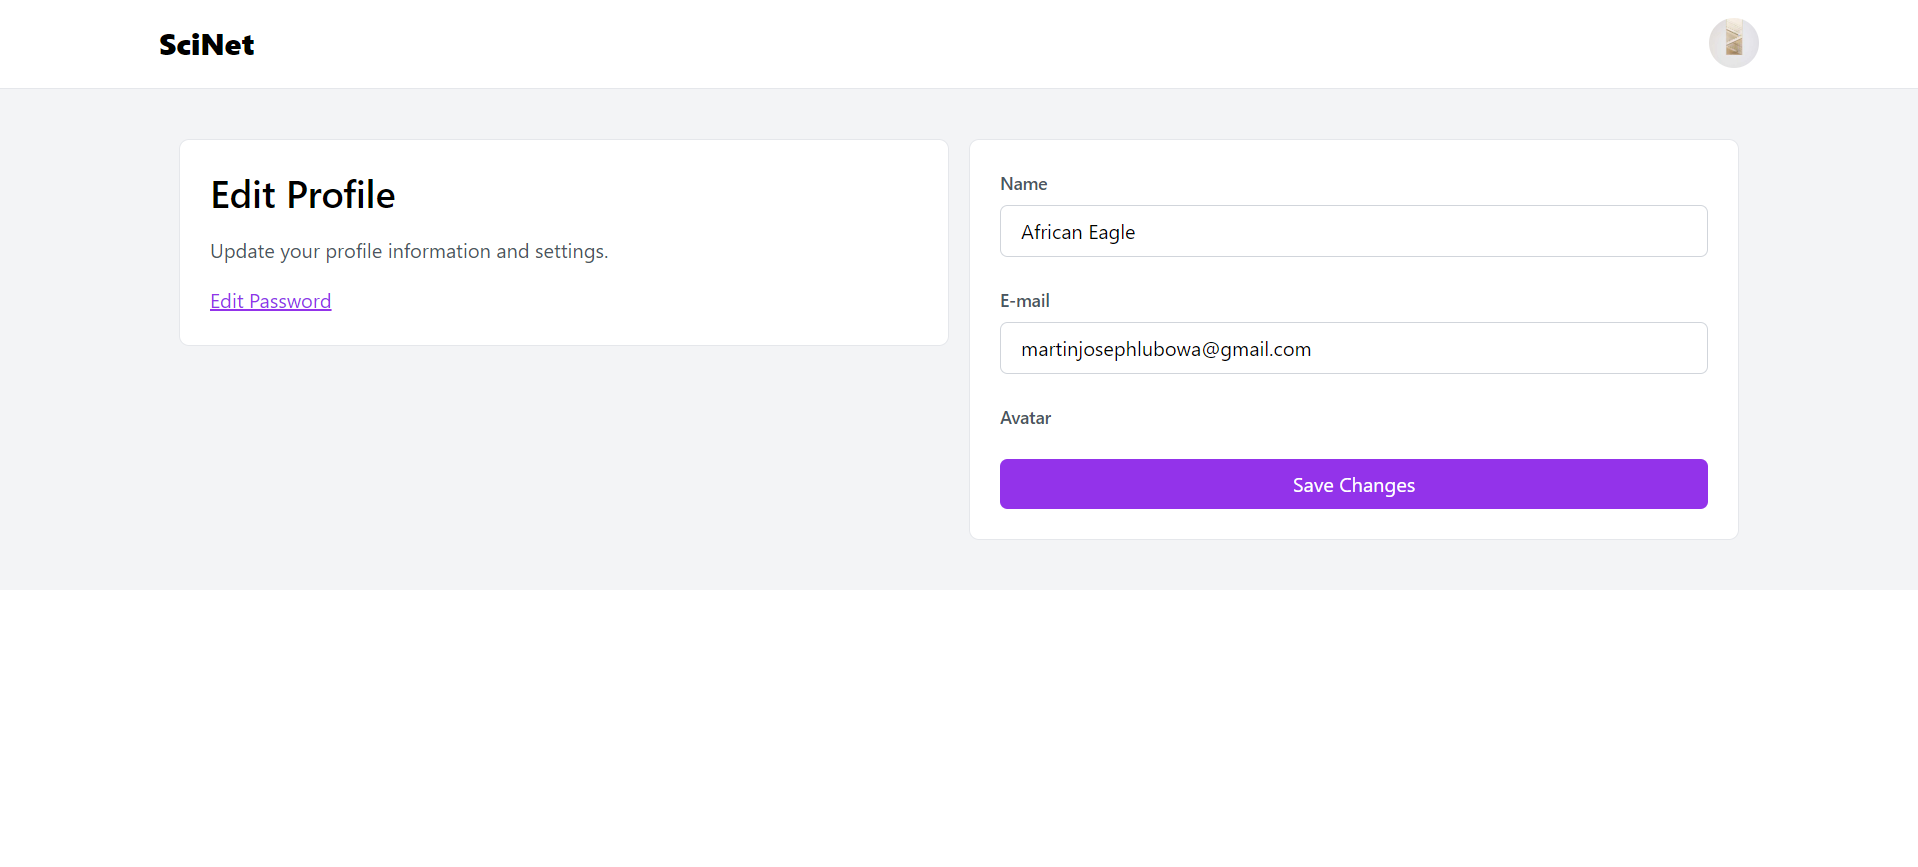 SciNet
Edit Profile
Update your profile information and settings.
Edit Password
Name
African Eagle
E-mail
martinjosephlubowa@gmail.com
Avatar
Save Changes